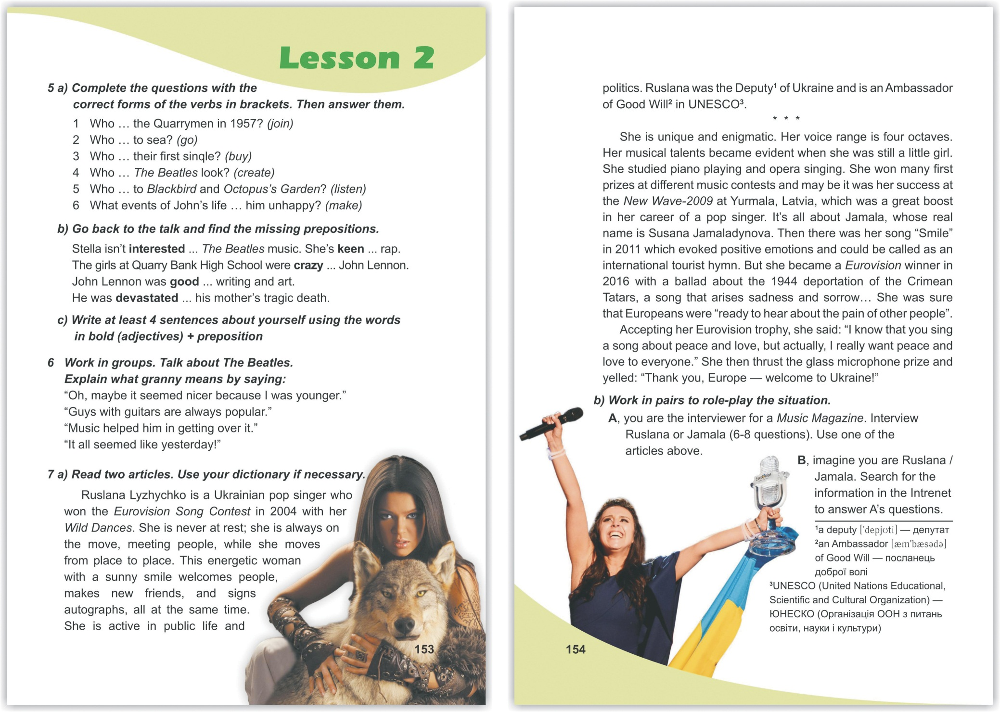 Lesson 2
5 a) Complete the questions with the
correct forms of the verbs in brackets. Then answer them.
1 Who … the Quarrymen in 1957? (join)
2 Who … to sea? (go)
3 Who … their first sinqle? (buy)
4 Who … The Beatles look? (create)
5 Who … to Blackbird and Octopus’s Garden? (listen)
6 What events of John’s life … him unhappy? (make)
b) Go back to the talk and find the missing prepositions.
Stella isn’t interested ... The Beatles music. She’s keen ... rap.
The girls at Quarry Bank High School were crazy ... John Lennon.
John Lennon was good ... writing and art.
He was devastated ... his mother’s tragic death.
c) Write at least 4 sentences about yourself using the words
in bold (adjectives) + preposition
6 Work in groups. Talk about The Beatles.
Explain what granny means by saying:
“Oh, maybe it seemed nicer because I was younger.”
“Guys with guitars are always popular.”
“Music helped him in getting over it.”
“It all seemed like yesterday!”
7 a) Read two articles. Use your dictionary if necessary.
Ruslana Lyzhychko is a Ukrainian pop singer who
won the Eurovision Song Contest in 2004 with her
Wild Dances. She is never at rest; she is always on
the move, meeting people, while she moves
from place to place. This energetic woman
with a sunny smile welcomes people,
makes new friends, and signs
autographs, all at the same time.
She is active in public life and
153
politics. Ruslana was the Deputy¹ of Ukraine and is an Ambassador
of Good Will² in UNESCO³.
* * *
She is unique and enigmatic. Her voice range is four octaves.
Her musical talents became evident when she was still a little girl.
She studied piano playing and opera singing. She won many first
prizes at different music contests and may be it was her success at
the New Wave-2009 at Yurmala, Latvia, which was a great boost
in her career of a pop singer. It’s all about Jamala, whose real
name is Susana Jamaladynova. Then there was her song “Smile”
in 2011 which evoked positive emotions and could be called as an
international tourist hymn. But she became a Eurovision winner in
2016 with a ballad about the 1944 deportation of the Crimean
Tatars, a song that arises sadness and sorrow… She was sure
that Europeans were “ready to hear about the pain of other people”.
Accepting her Eurovision trophy, she said: “I know that you sing
a song about peace and love, but actually, I really want peace and
love to everyone.” She then thrust the glass microphone prize and
yelled: “Thank you, Europe — welcome to Ukraine!”
b) Work in pairs to role-play the situation.
A, you are the interviewer for a Music Magazine. Interview
Ruslana or Jamala (6-8 questions). Use one of the
articles above.
B, imagine you are Ruslana /
Jamala. Search for the
information in the Intrenet
to answer A’s questions.
Eurovision
¹a deputy ['depjʊti] — депутат
²an Ambassador [æm'bæsədə]
of Good Will — посланець
доброї волі
³UNESCO (United Nations Educational,
Scientific and Cultural Organization) —
ЮНЕСКО (Організація ООН з питань
освіти, науки і культури)
154